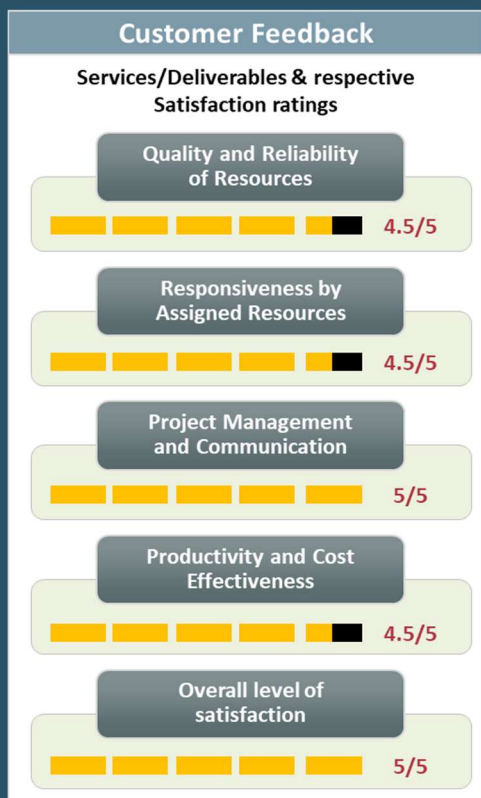 Customer Feedback
Services/Deliverables & respective
Satisfaction ratings
Quality and Reliability
of Resources
4.5/5
Responsiveness by
Assigned Resources
4.5/5
Project Management
and Communication
5/5
Productivity and Cost
Effectiveness
4.5/5
Overall level of
satisfaction
5/5